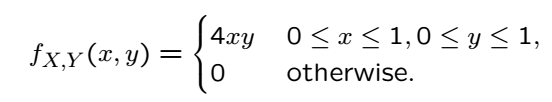 f_{X,Y}(x, y) = { 4xy 0 ≤ x ≤ 1, 0 ≤ y ≤ 1,
0 otherwise.